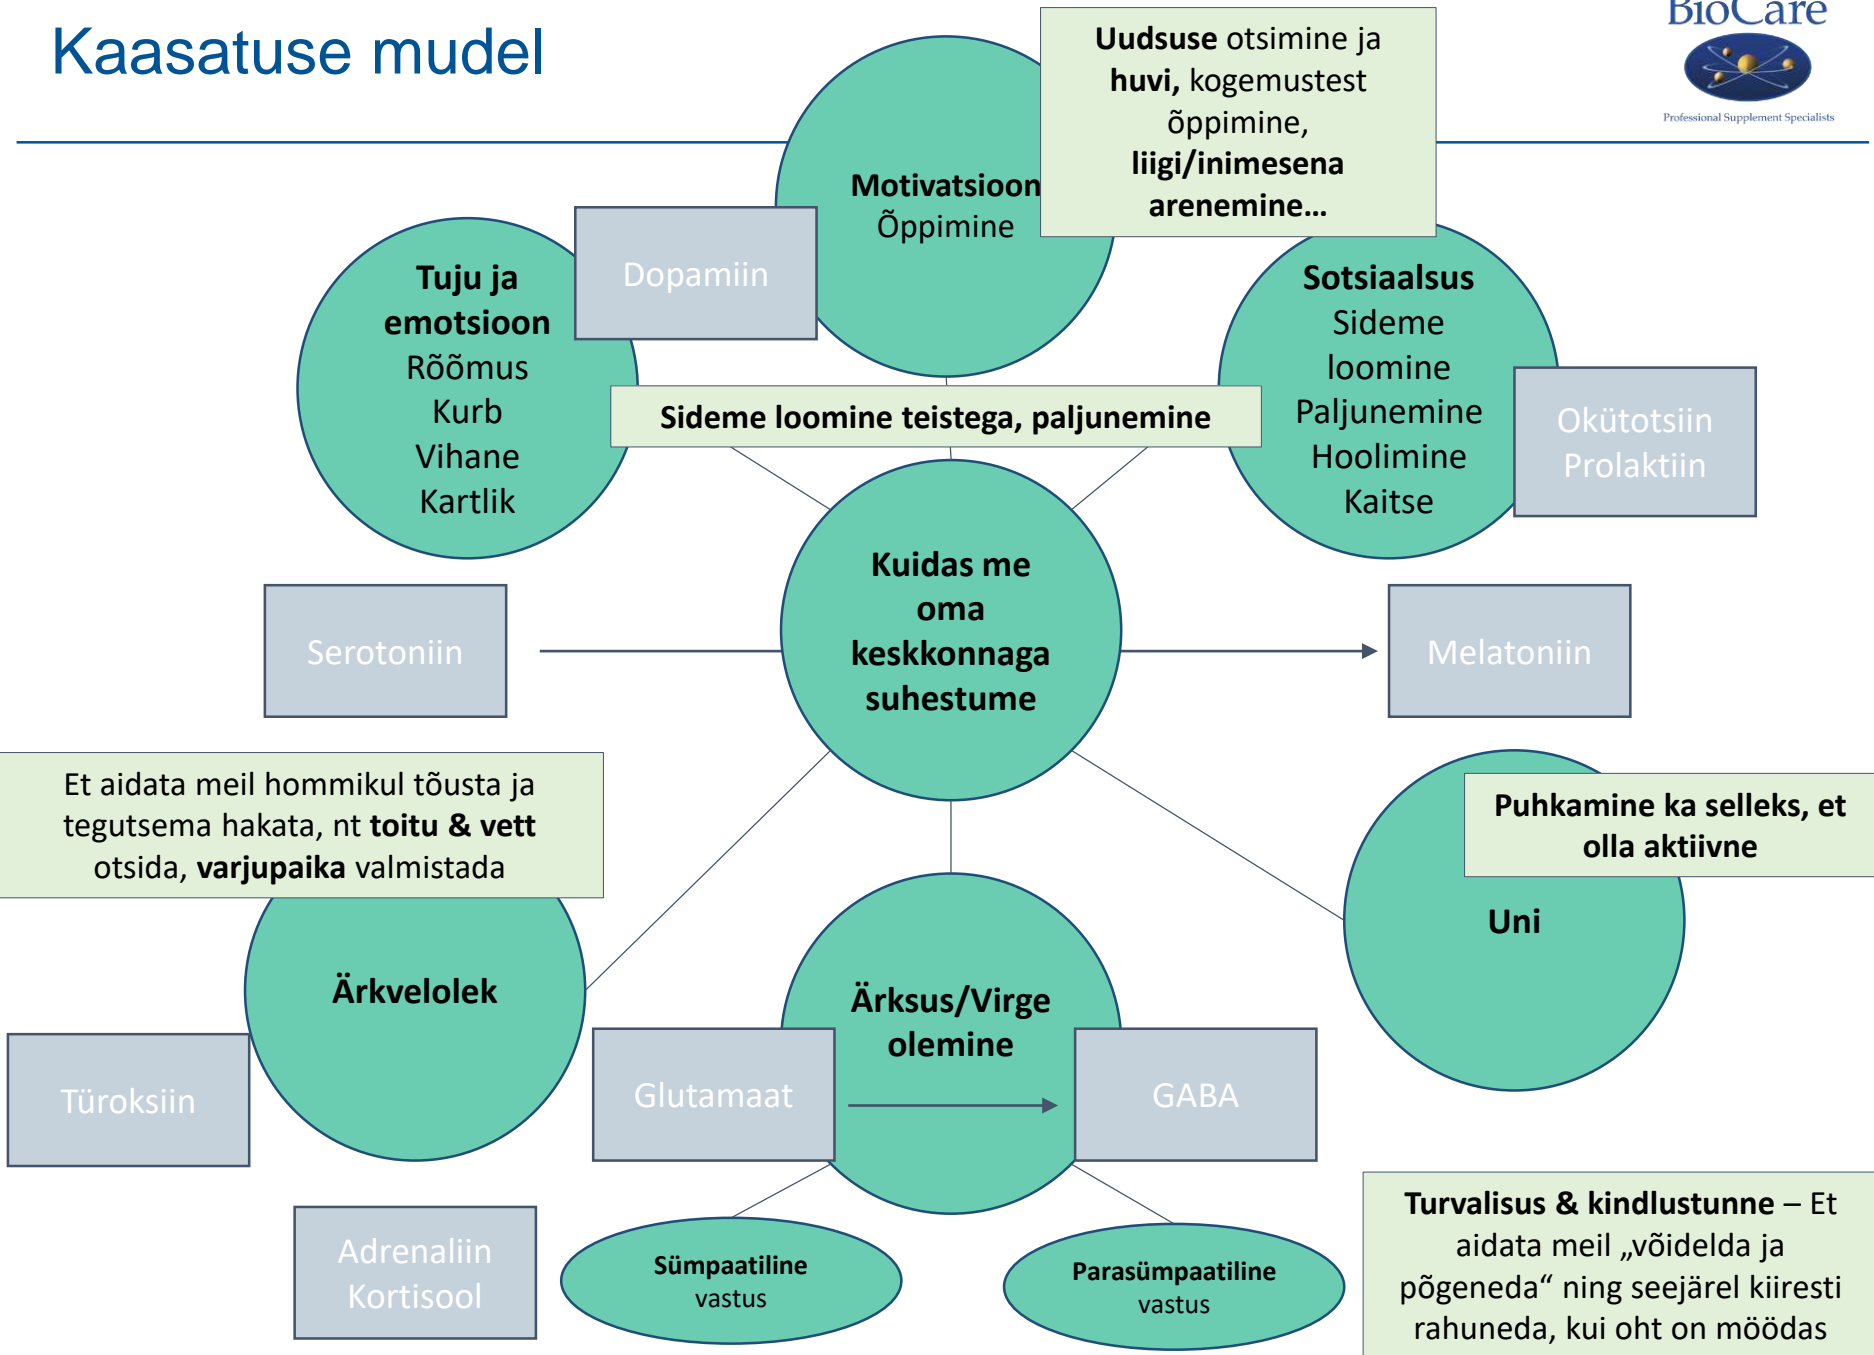 Kaasatuse mudel
BioCare
Professional Supplement Specialists
Uudsuse otsimine ja
huvi, kogemustest
õppimine,
liigi/inimesena
arenemine…
Motivatsioon
Õppimine
Dopamiin
Tuju ja
emotsioon
Rõõmus
Kurb
Vihane
Kartlik
Sotsiaalsus
Sideme
loomine
Paljunemine
Hoolimine
Kaitse
Sideme loomine teistega, paljunemine
Okütotsiin
Prolaktiin
Kuidas me
oma
keskkonnaga
suhestume
Serotoniin
Melatoniin
Et aidata meil hommikul tõusta ja
tegutsema hakata, nt toitu & vett
otsida, varjupaika valmistada
Puhkamine ka selleks, et
olla aktiivne
Uni
Ärkvelolek
Ärksus/Virge
olemine
Türoksiin
Glutamaat
GABA
Adrenaliin
Kortisool
Sümpaatiline
vastus
Parasümpaatiline
vastus
Turvalisus & kindlustunne – Et
aidata meil „võidelda ja
põgeneda“ ning seejärel kiiresti
rahuneda, kui oht on möödas